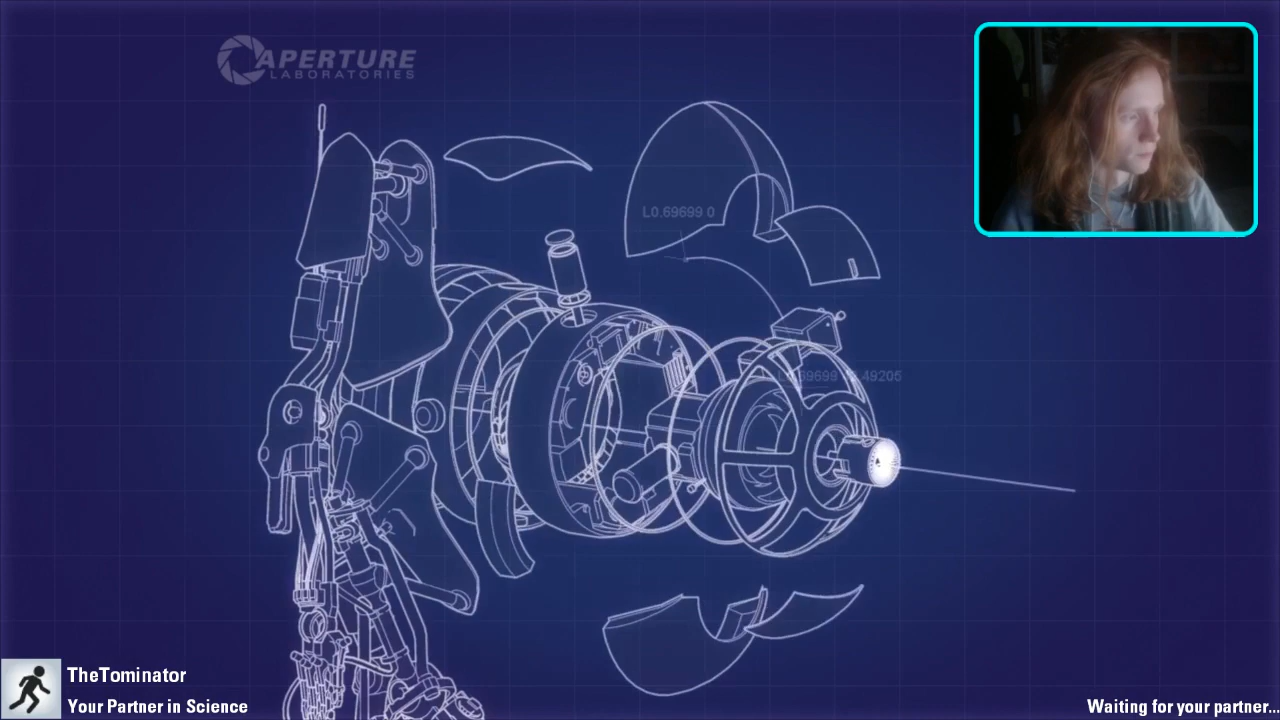 APERTURE
LABORATORIES
L0.69699 0
TheTominator
Your Partner in Science
Waiting for your partner...